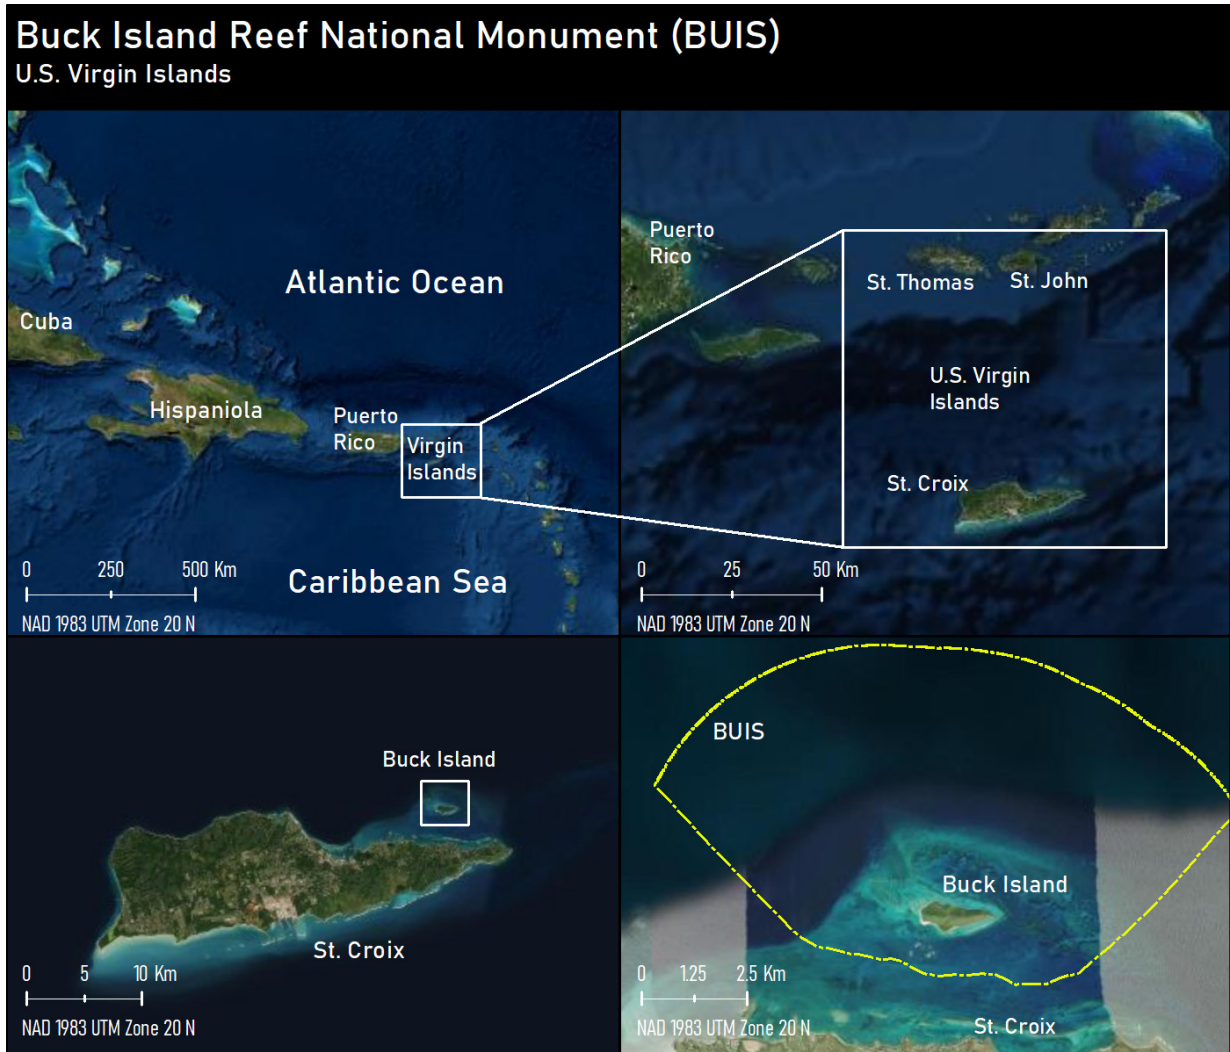 Buck Island Reef National Monument (BUIS)
U.S. Virgin Islands
Atlantic Ocean
Cuba
Hispaniola
Puerto
Rico
Virgin
Islands
Caribbean Sea
0 250 500 Km
NAD 1983 UTM Zone 20 N
Puerto
Rico
St. Thomas
St. John
U.S. Virgin
Islands
St. Croix
0 25 50 Km
NAD 1983 UTM Zone 20 N
Buck Island
St. Croix
0 5 10 Km
NAD 1983 UTM Zone 20 N
BUIS
Buck Island
0 1.25 2.5 Km
St. Croix
NAD 1983 UTM Zone 20 N